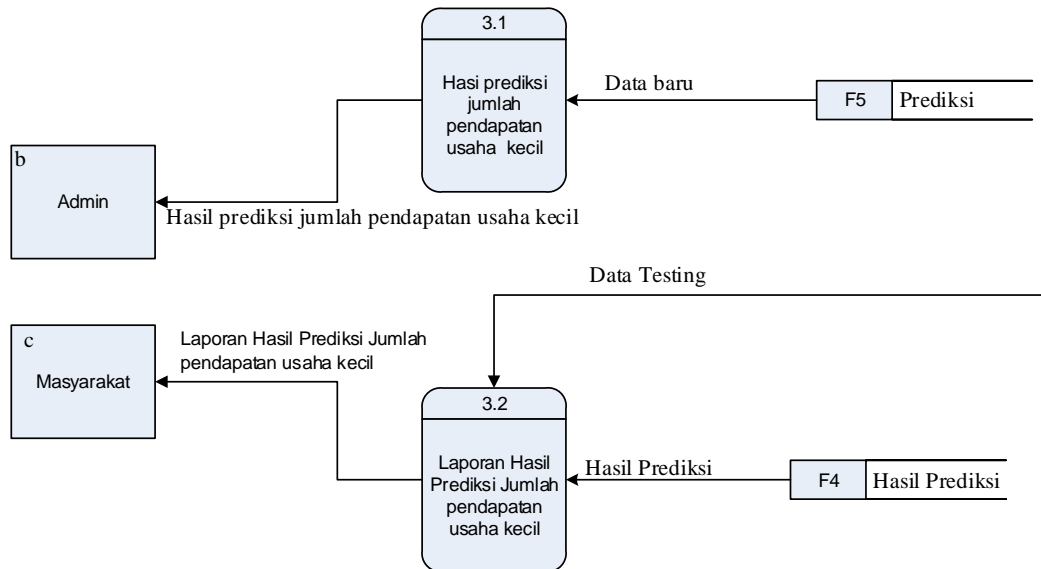 3.1
Hasi prediksi
jumlah
pendapatan
usaha kecil
Data baru
F5
Prediksi
b
Admin
Hasil prediksi jumlah pendapatan usaha kecil
Data Testing
c
Masyarakat
Laporan Hasil Prediksi Jumlah
pendapatan usaha kecil
3.2
Laporan Hasil
Prediksi Jumlah
pendapatan
usaha kecil
Hasil Prediksi
F4
Hasil Prediksi